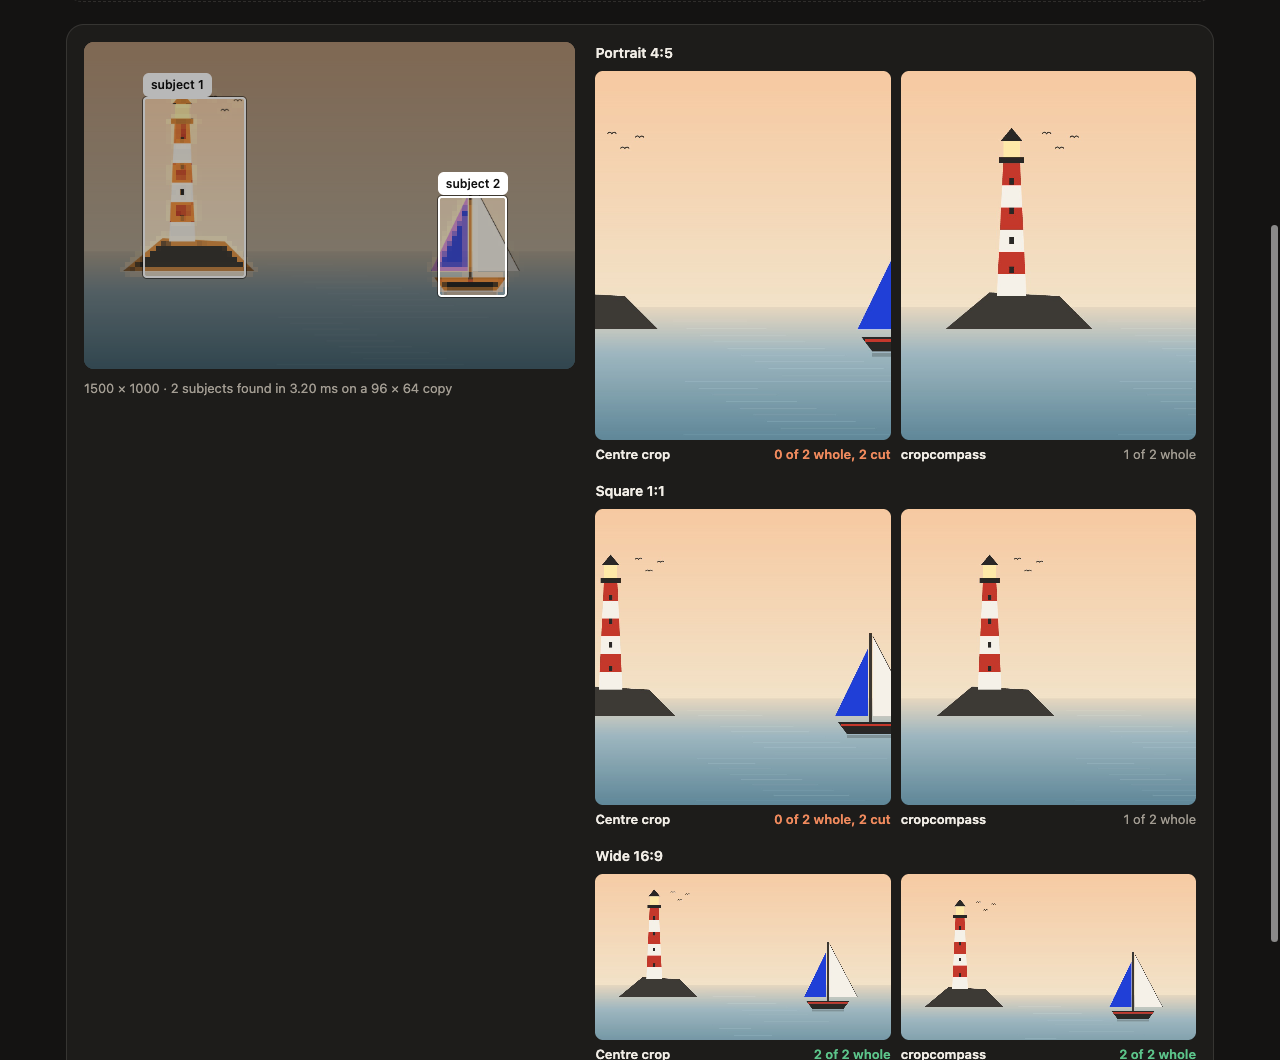 subject 1
subject 2
1500 × 1000 · 2 subjects found in 3.20 ms on a 96 × 64 copy
Portrait 4:5
Centre crop 0 of 2 whole, 2 cut
cropcompass 1 of 2 whole
Square 1:1
Centre crop 0 of 2 whole, 2 cut
cropcompass 1 of 2 whole
Wide 16:9
Centre crop 2 of 2 whole
cropcompass 2 of 2 whole